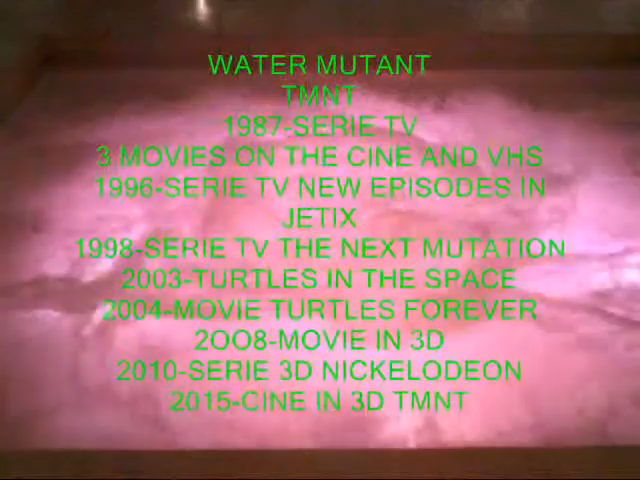 WATER MUTANT
TMNT
1987-SERIE TV
3 MOVIES ON THE CINE AND VHS
1996-SERIE TV NEW EPISODES IN
JETIX
1998-SERIE TV THE NEXT MUTATION
2003-TURTLES IN THE SPACE
2004-MOVIE TURTLES FOREVER
2OO8-MOVIE IN 3D
2010-SERIE 3D NICKELODEON
2015-CINE IN 3D TMNT